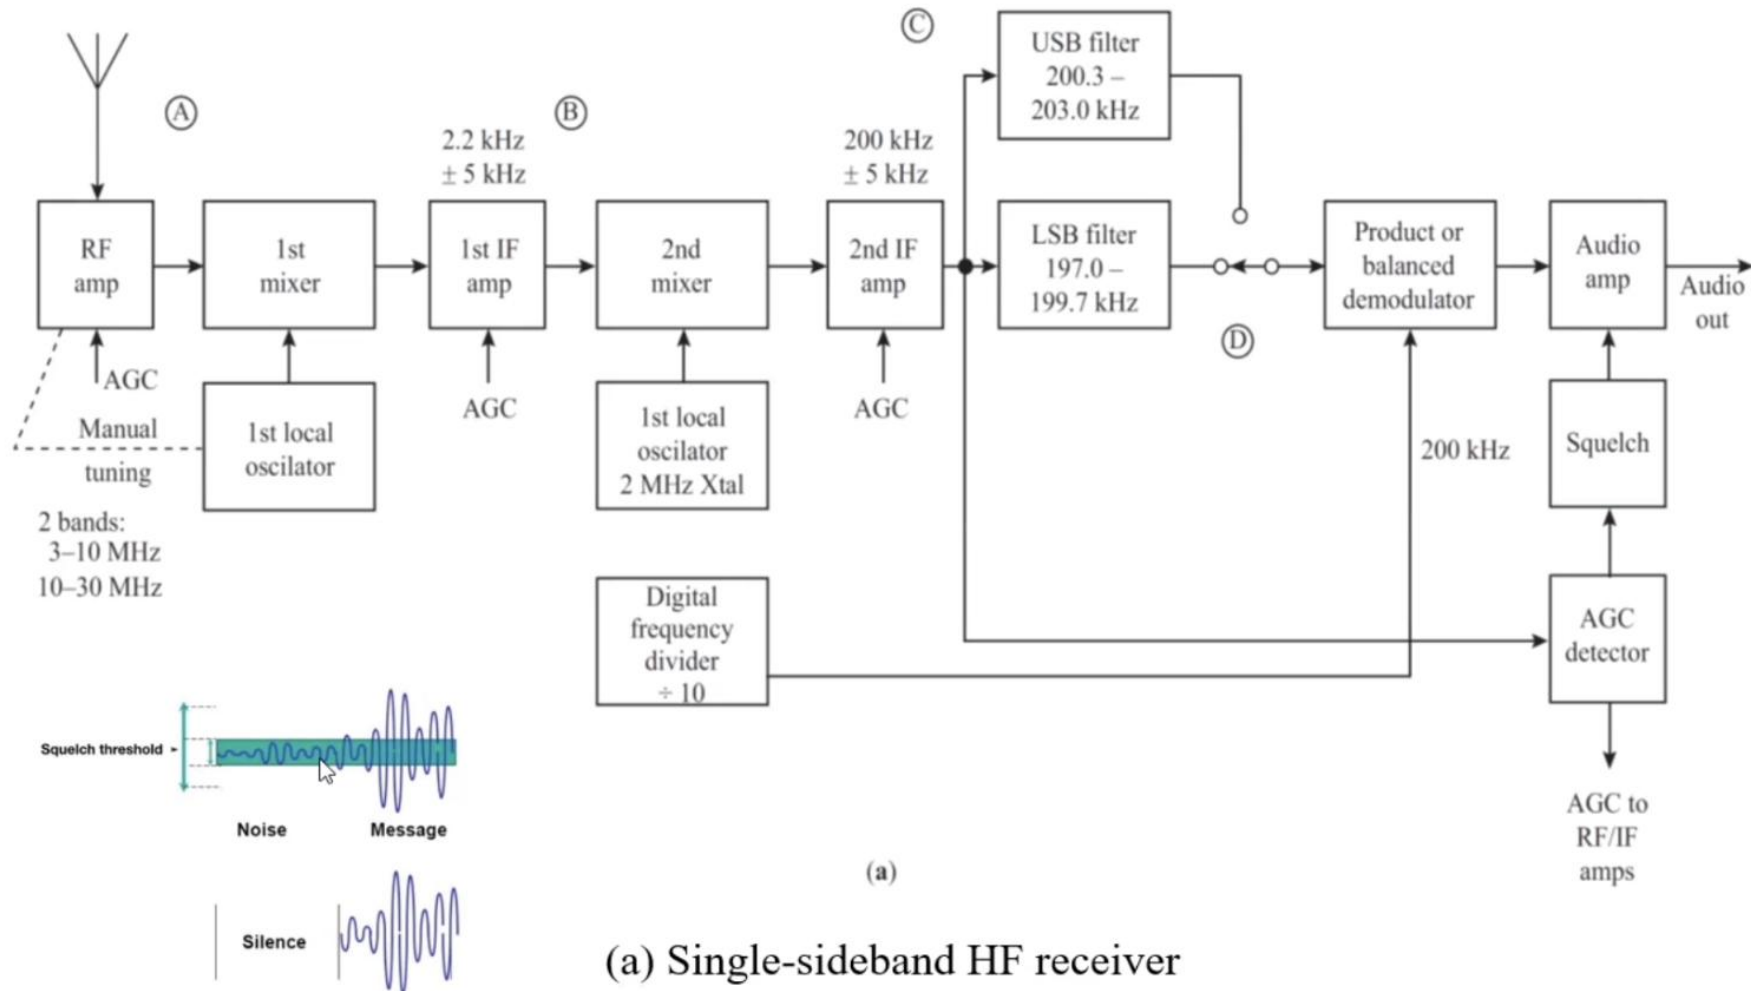 Ⓒ
USB filter
200.3 –
203.0 kHz
Ⓐ
Ⓑ
2.2 kHz
± 5 kHz
200 kHz
± 5 kHz
RF
amp
1st
mixer
1st IF
amp
2nd
mixer
2nd IF
amp
LSB filter
197.0 –
199.7 kHz
Product or
balanced
demodulator
Audio
amp
Audio
out
Ⓓ
AGC
Manual
tuning
1st local
oscilator
AGC
1st local
oscilator
2 MHz Xtal
AGC
200 kHz
Squelch
2 bands:
3–10 MHz
10–30 MHz
Digital
frequency
divider
÷ 10
AGC
detector
Squelch threshold
Noise
Message
AGC to
RF/IF
amps
(a)
Silence
(a) Single-sideband HF receiver